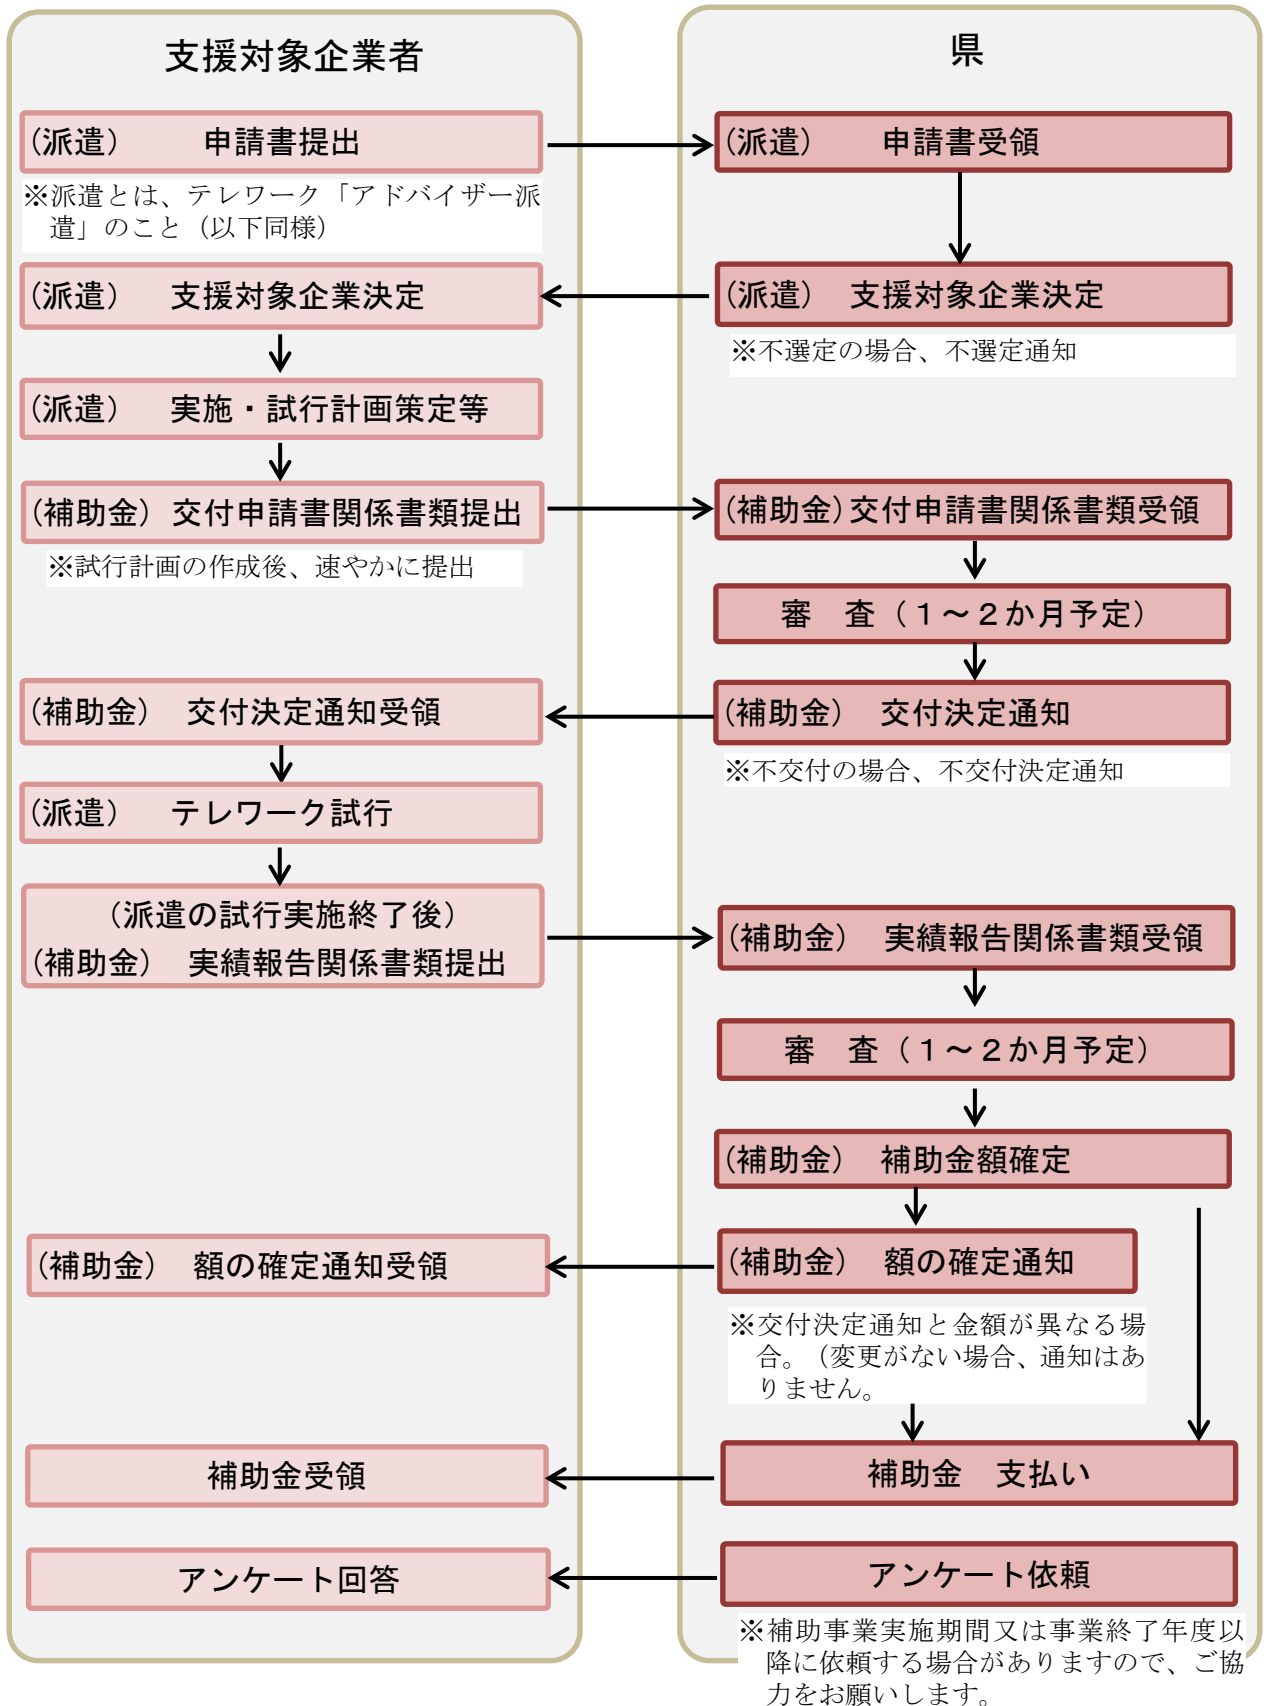 支援対象企業者
県
(派遣)　　申請書提出
(派遣)　　申請書受領
※派遣とは、テレワーク「アドバイザー派
遣」のこと（以下同様）
(派遣)　支援対象企業決定
(派遣)　支援対象企業決定
※不選定の場合、不選定通知
(派遣)　実施・試行計画策定等
(補助金）交付申請書関係書類提出
(補助金）交付申請書関係書類受領
※試行計画の作成後、速やかに提出
審　査（１～２か月予定）
(補助金）　交付決定通知受領
(補助金）　交付決定通知
※不交付の場合、不交付決定通知
(派遣）　テレワーク試行
（派遣の試行実施終了後）
(補助金）　実績報告関係書類提出
(補助金）　実績報告関係書類受領
審　査（１～２か月予定）
(補助金）　補助金額確定
(補助金）　額の確定通知受領
(補助金）　額の確定通知
※交付決定通知と金額が異なる場
合。（変更がない場合、通知はあ
りません。
補助金受領
補助金　支払い
アンケート回答
アンケート依頼
※補助事業実施期間又は事業終了年度以
降に依頼する場合がありますので、ご協
力をお願いします。